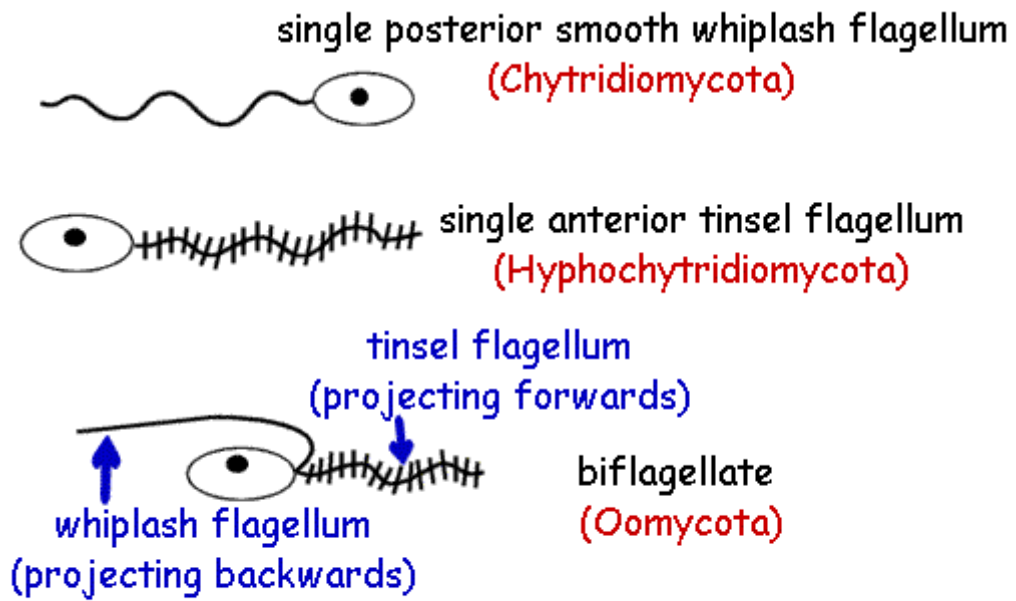 single posterior smooth whiplash flagellum
(Chytridiomycota)
single anterior tinsel flagellum
(Hyphochytridiomycota)
tinsel flagellum
(projecting forwards)
biflagellate
(Oomycota)
whiplash flagellum
(projecting backwards)